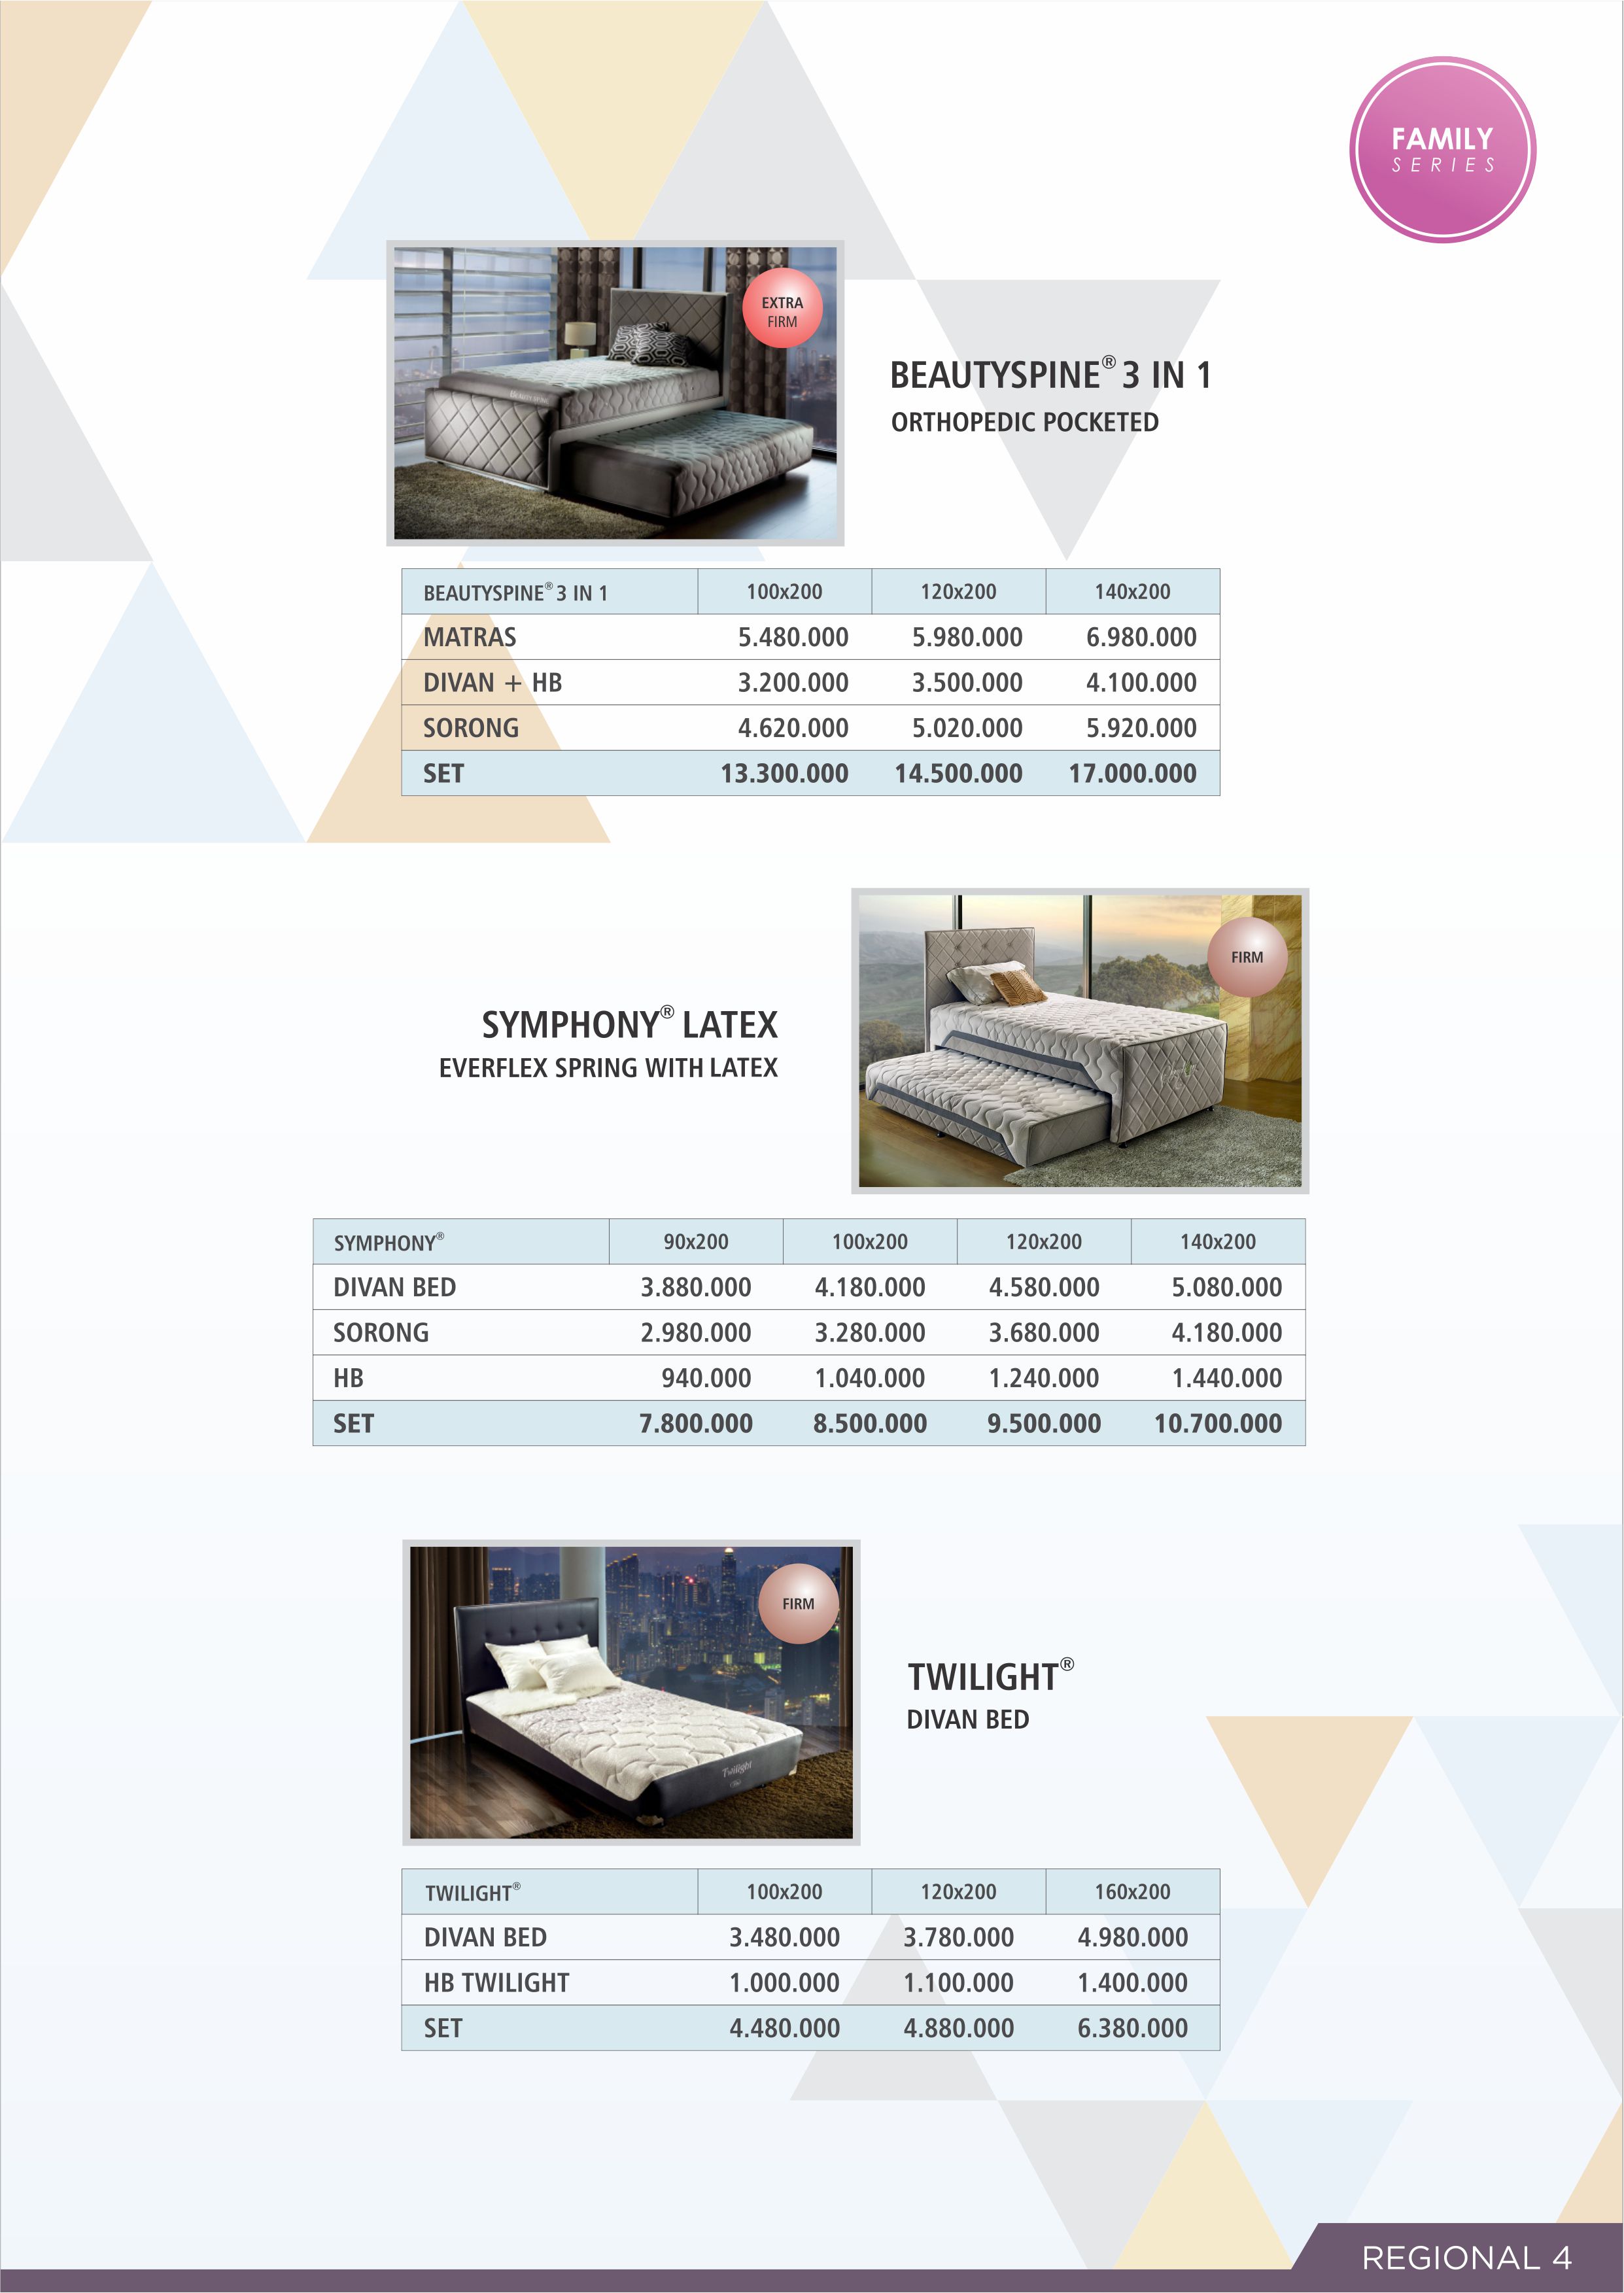 FAMILY
SERIES
EXTRA
FIRM
BEAUTYSPINE® 3 IN 1
ORTHOPEDIC POCKETED
BEAUTYSPINE® 3 IN 1 100x200 120x200 140x200
MATRAS 5.480.000 5.980.000 6.980.000
DIVAN + HB 3.200.000 3.500.000 4.100.000
SORONG 4.620.000 5.020.000 5.920.000
SET 13.300.000 14.500.000 17.000.000
FIRM
SYMPHONY® LATEX
EVERFLEX SPRING WITH LATEX
SYMPHONY® 90x200 100x200 120x200 140x200
DIVAN BED 3.880.000 4.180.000 4.580.000 5.080.000
SORONG 2.980.000 3.280.000 3.680.000 4.180.000
HB 940.000 1.040.000 1.240.000 1.440.000
SET 7.800.000 8.500.000 9.500.000 10.700.000
FIRM
TWILIGHT®
DIVAN BED
Twilight
TWILIGHT® 100x200 120x200 160x200
DIVAN BED 3.480.000 3.780.000 4.980.000
HB TWILIGHT 1.000.000 1.100.000 1.400.000
SET 4.480.000 4.880.000 6.380.000
REGIONAL 4